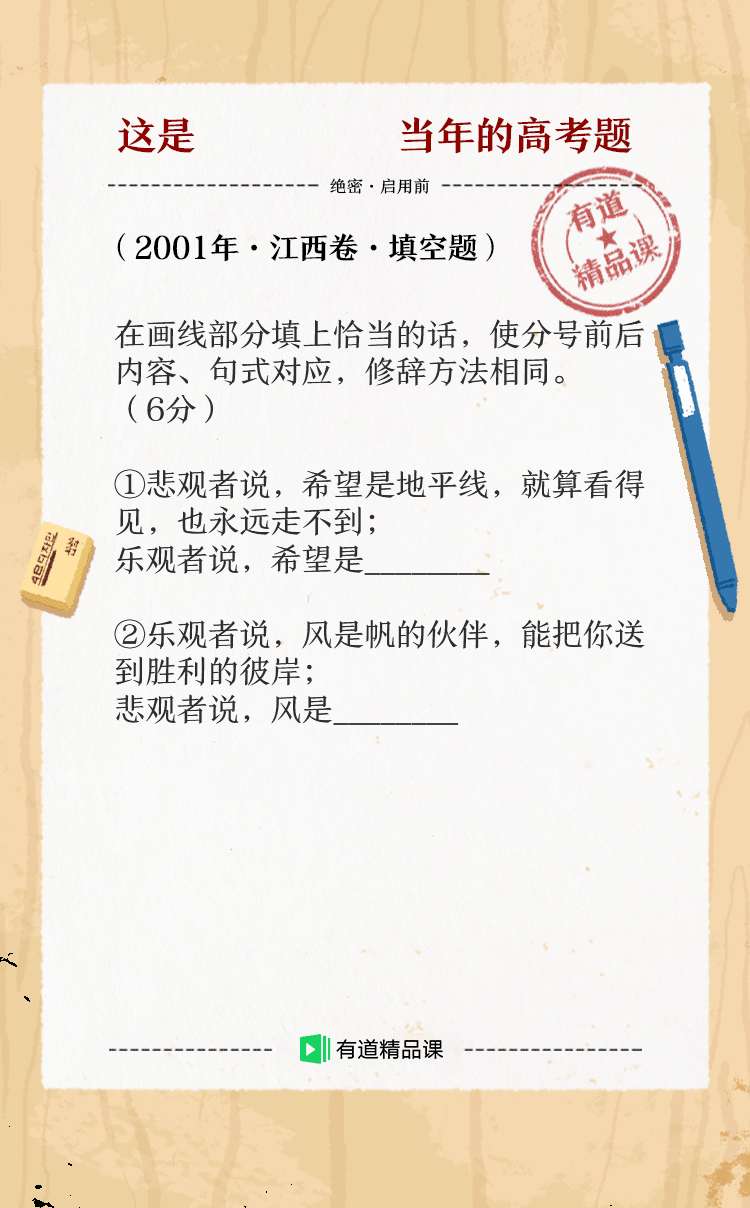 这是 当年的高考题
绝密·启用前
（2001年·江西卷·填空题）
有道
精品课
在画线部分填上恰当的话，使分号前后
内容、句式对应，修辞方法相同。
（6分）
①悲观者说，希望是地平线，就算看得
见，也永远走不到；
乐观者说，希望是________
②乐观者说，风是帆的伙伴，能把你送
到胜利的彼岸；
悲观者说，风是________
有道精品课